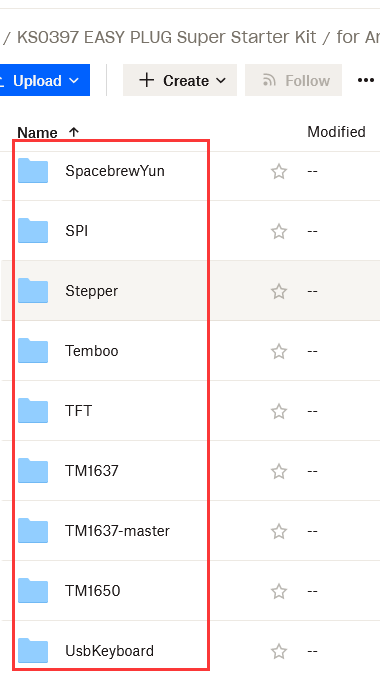 / KS0397 EASY PLUG Super Starter Kit / for Ar
Upload Create Follow
Name Modified
SpacebrewYun --
SPI --
Stepper --
Temboo --
TFT --
TM1637 --
TM1637-master --
TM1650 --
UsbKeyboard --